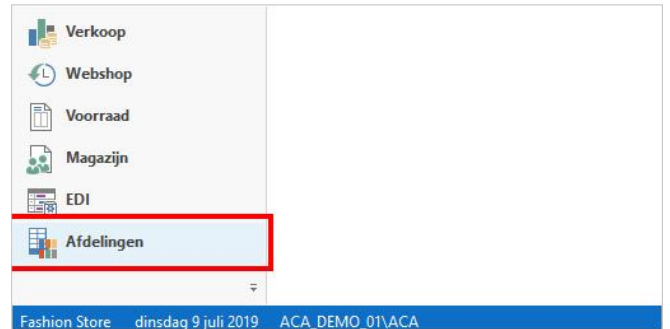 Verkoop
Webshop
Voorraad
Magazijn
EDI
Afdelingen
Fashion Store dinsdag 9 juli 2019 ACA_DEMO_01\ACA